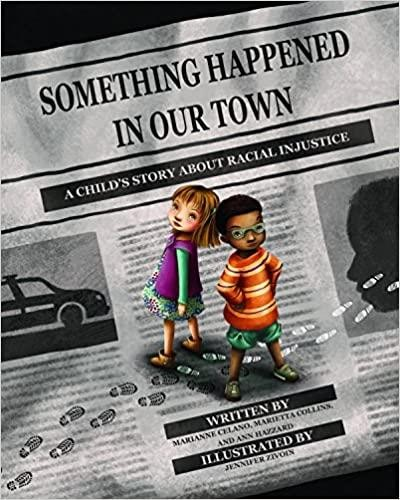 SOMETHING HAPPENED
IN OUR TOWN
A CHILD'S STORY ABOUT RACIAL INJUSTICE
WRITTEN BY
MARIANNE CELANO, MARIETTA COLLINS,
AND ANN HAZZARD
ILLUSTRATED BY
JENNIFER ZIVOIN